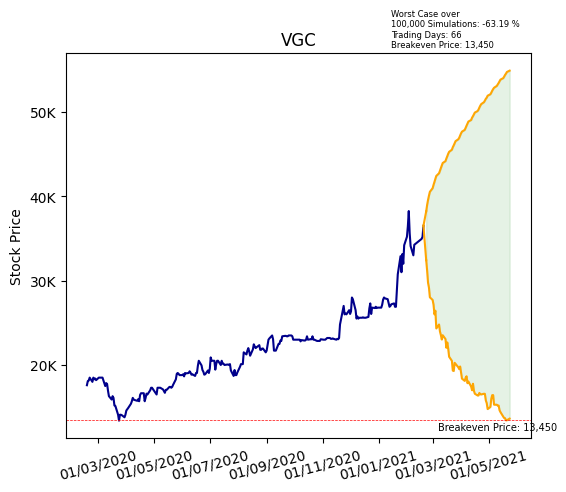 Worst Case over
100,000 Simulations: -63.19 %
Trading Days: 66
Breakeven Price: 13,450
VGC
Stock Price
50K
40K
30K
20K
Breakeven Price: 13,450
01/03/2020
01/05/2020
01/07/2020
01/09/2020
01/11/2020
01/01/2021
01/03/2021
01/05/2021